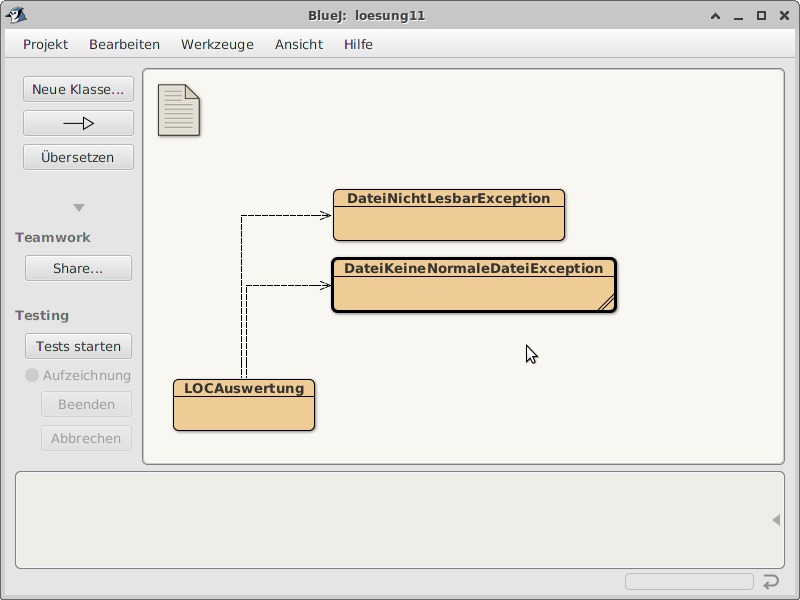 BlueJ: loesung11
Projekt Bearbeiten Werkzeuge Ansicht Hilfe
Neue Klasse...
Übersetzen
Teamwork
Share...
Testing
Tests starten
Aufzeichnung
Beenden
Abbrechen
DateiNichtLesbarException
DateiKeineNormaleDateiException
LOCAuswertung